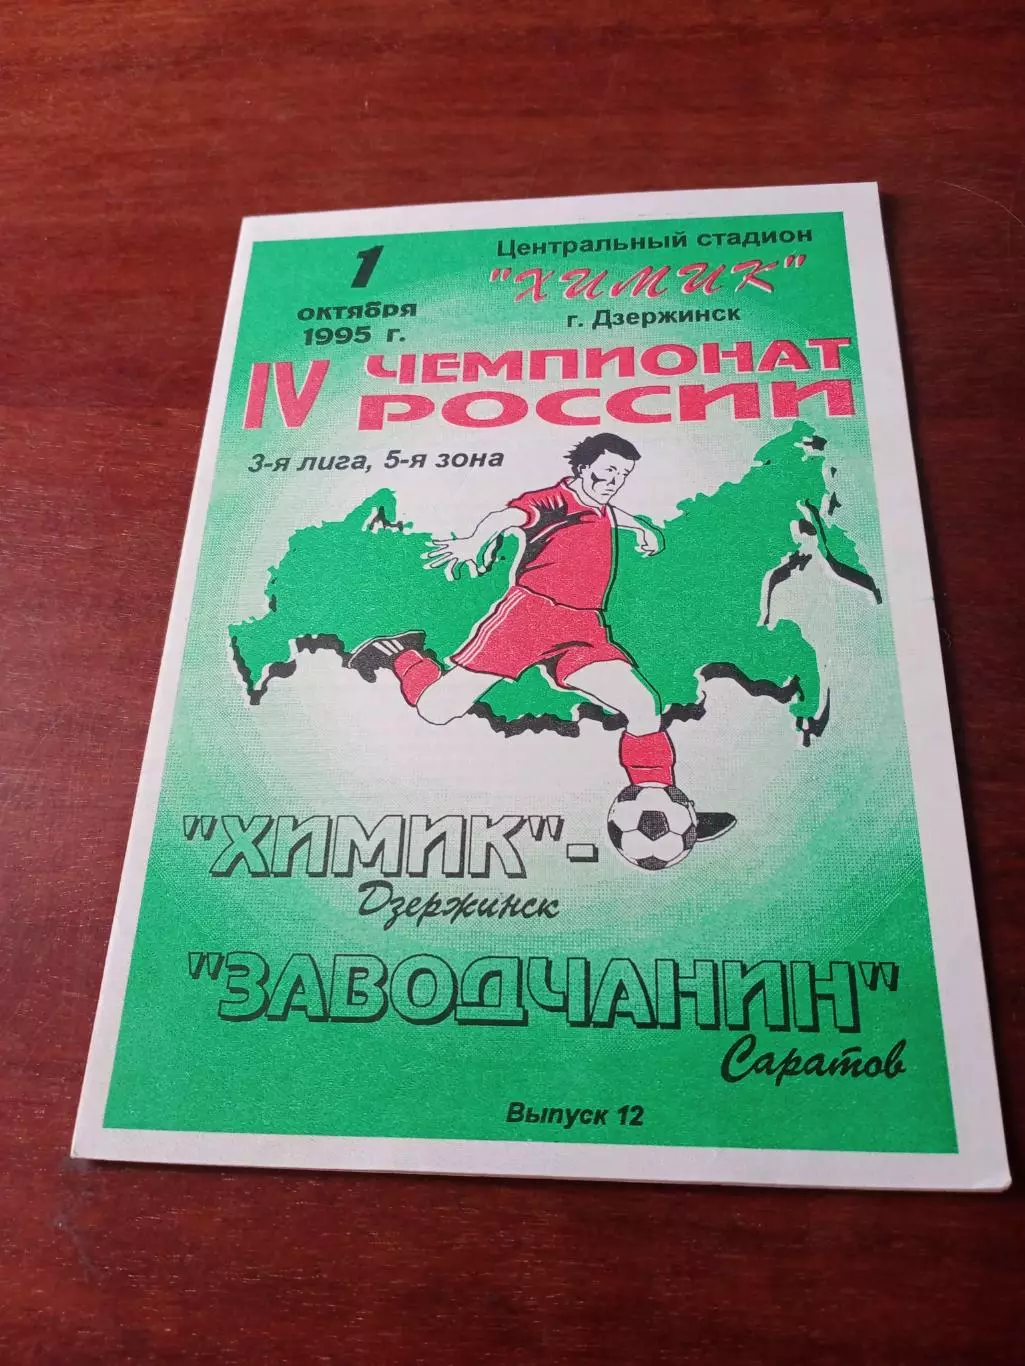 1
октября
1995 г.
Центральный стадион
"ХИМИК"
г. Дзержинск
IV ЧЕМПИОНАТ
РОССИИ
3-я лига, 5-я зона
"ХИМИК"-
Дзержинск
"ЗАВОДЧАНИН"
Саратов
Выпуск 12